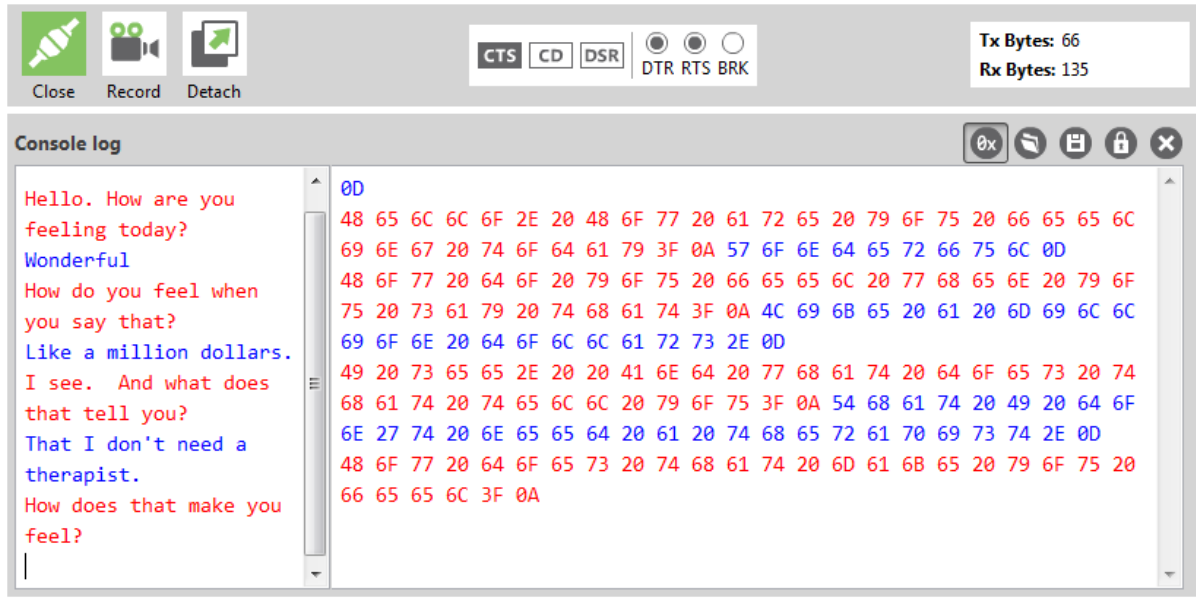 Close
Record
Detach
CTS CD DSR
DTR RTS BRK
Tx Bytes: 66
Rx Bytes: 135
Console log
0x
Hello. How are you
feeling today?
Wonderful
How do you feel when
you say that?
Like a million dollars.
I see.  And what does
that tell you?
That I don't need a
therapist.
How does that make you
feel?
0D
48 65 6C 6C 6F 2E 20 48 6F 77 20 61 72 65 20 79 6F 75 20 66 65 65 6C
69 6E 67 20 74 6F 64 61 79 3F 0A 57 6F 6E 64 65 72 66 75 6C 0D
48 6F 77 20 64 6F 20 79 6F 75 20 66 65 65 6C 20 77 68 65 6E 20 79 6F
75 20 73 61 79 20 74 68 61 74 3F 0A 4C 69 6B 65 20 61 20 6D 69 6C 6C
69 6F 6E 20 64 6F 6C 6C 61 72 73 2E 0D
49 20 73 65 65 2E 20 20 41 6E 64 20 77 68 61 74 20 64 6F 65 73 20 74
68 61 74 20 74 65 6C 6C 20 79 6F 75 3F 0A 54 68 61 74 20 49 20 64 6F
6E 27 74 20 6E 65 65 64 20 61 20 74 68 65 72 61 70 69 73 74 2E 0D
48 6F 77 20 64 6F 65 73 20 74 68 61 74 20 6D 61 6B 65 20 79 6F 75 20
66 65 65 6C 3F 0A